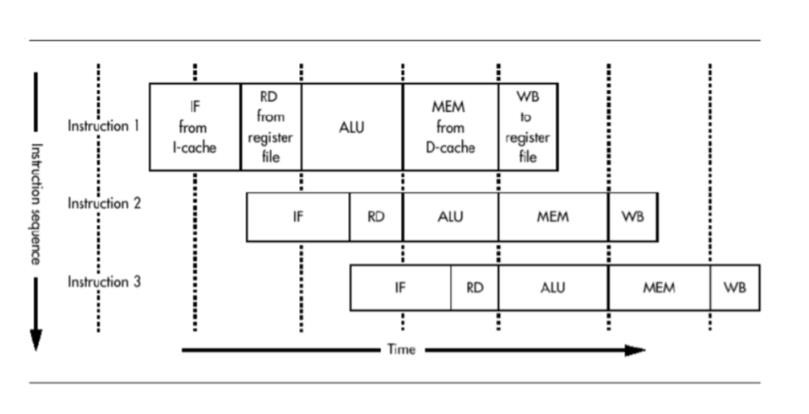 Instruction sequence
Instruction 1
IF
from
I-cache
RD
from
register
file
ALU
MEM
from
D-cache
WB
to
register
file
Instruction 2
IF
RD
ALU
MEM
WB
Instruction 3
IF
RD
ALU
MEM
WB
Time